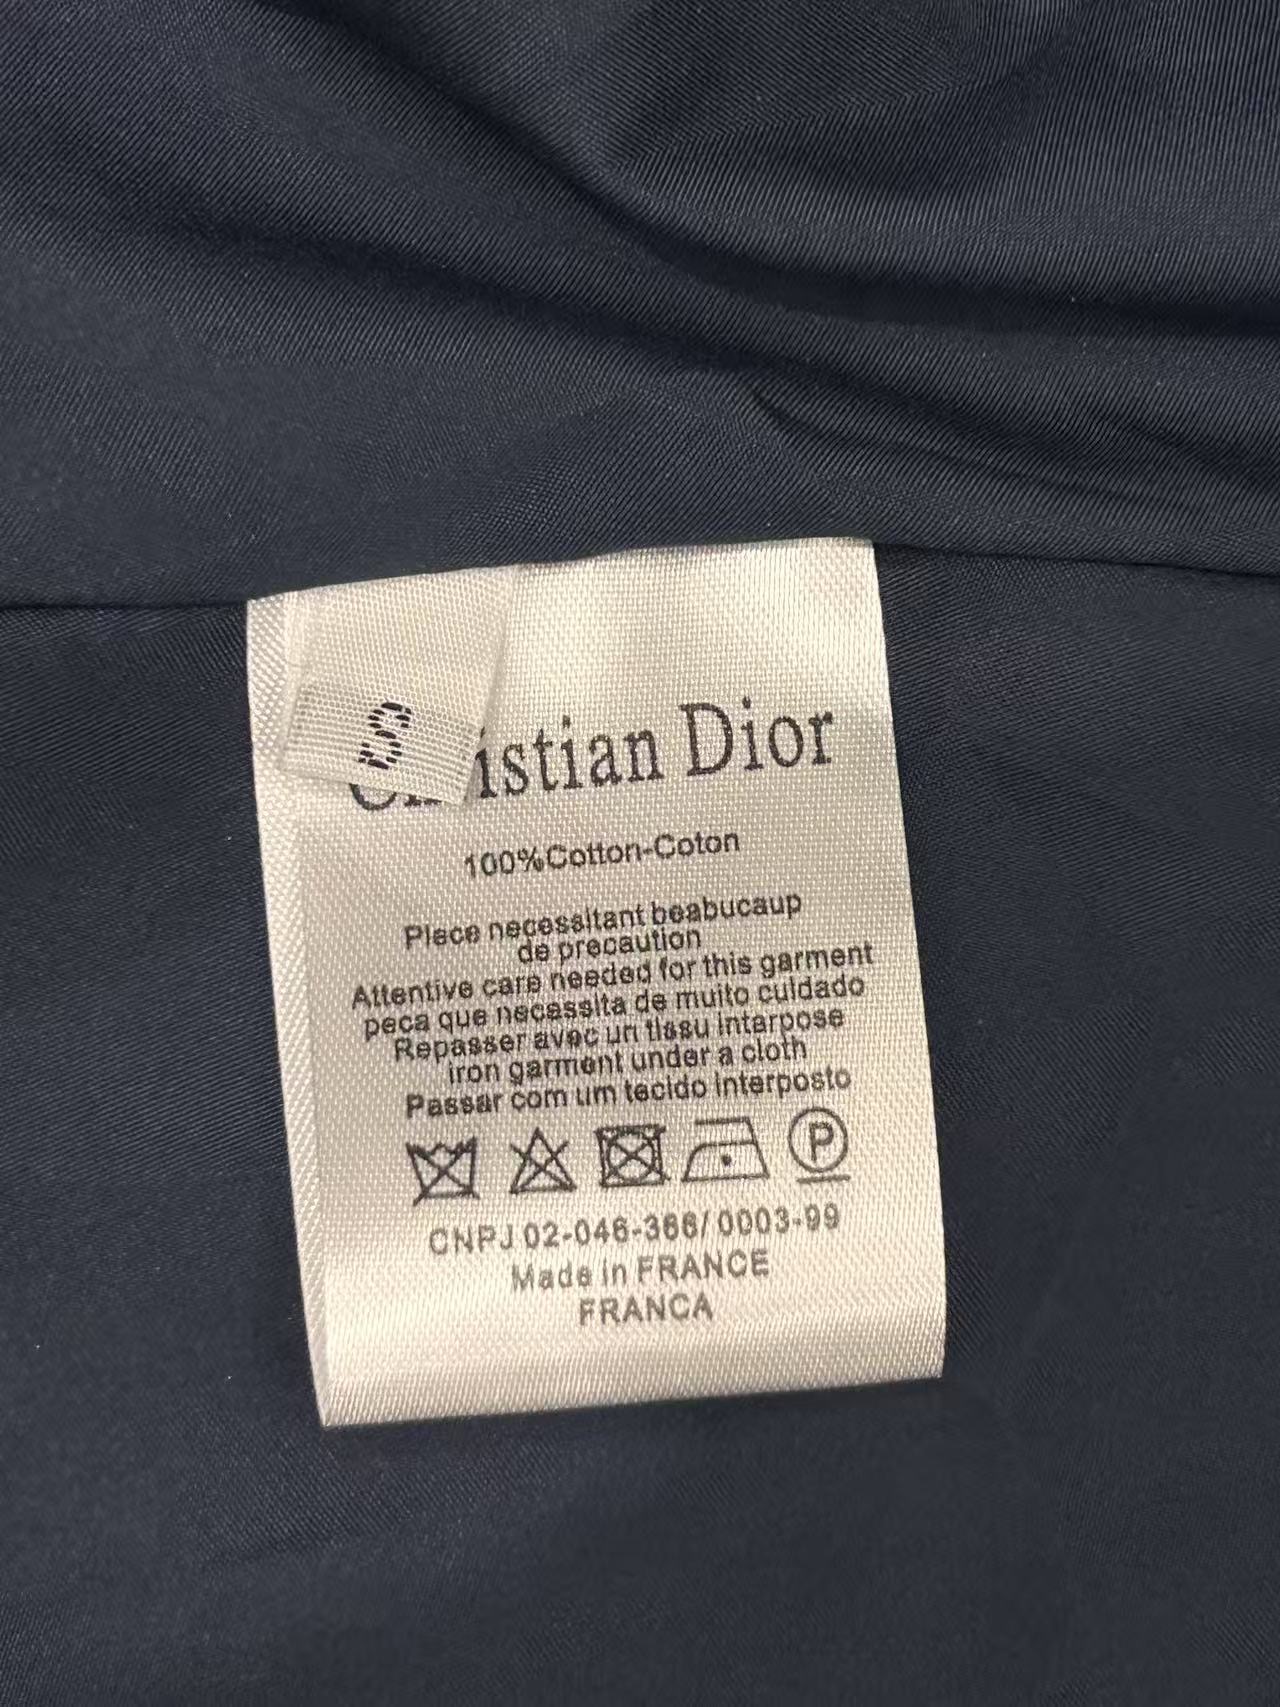 S
Christian Dior
100%Cotton-Coton
Piece necessitant beabucaup
de precaution
Attentive care needed for this garment
peca que necessita de muito cuidado
Repasser avec un tissu interpose
iron garment under a cloth
Passar com um tecido interposto
P
CNPJ 02-046-366/0003-99
Made in FRANCE
FRANCA